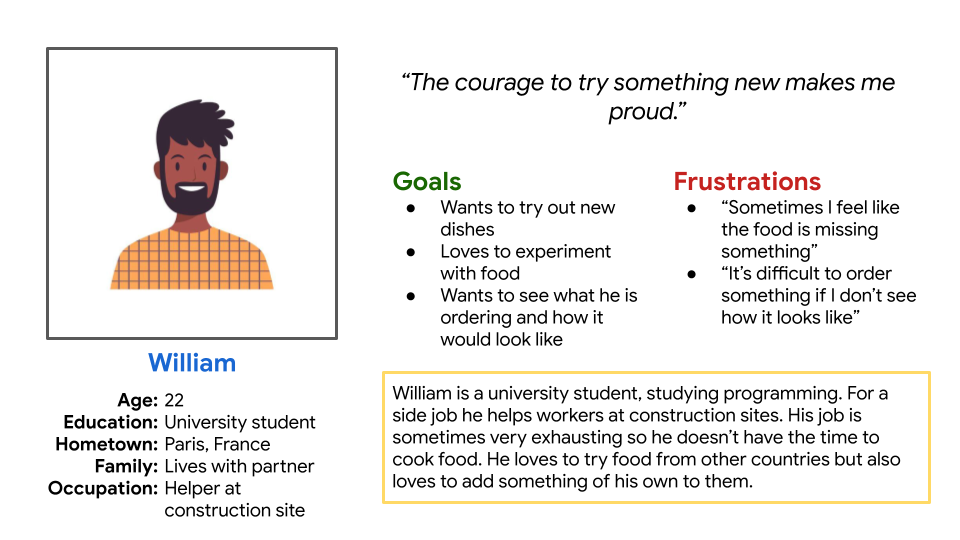 “The courage to try something new makes me
proud.”
Goals
● Wants to try out new
dishes
● Loves to experiment
with food
● Wants to see what he is
ordering and how it
would look like
Frustrations
● “Sometimes I feel like
the food is missing
something”
● “It’s difficult to order
something if I don’t see
how it looks like”
William
Age: 22
Education: University student
Hometown: Paris, France
Family: Lives with partner
Occupation: Helper at
construction site
William is a university student, studying programming. For a
side job he helps workers at construction sites. His job is
sometimes very exhausting so he doesn’t have the time to
cook food. He loves to try food from other countries but also
loves to add something of his own to them.